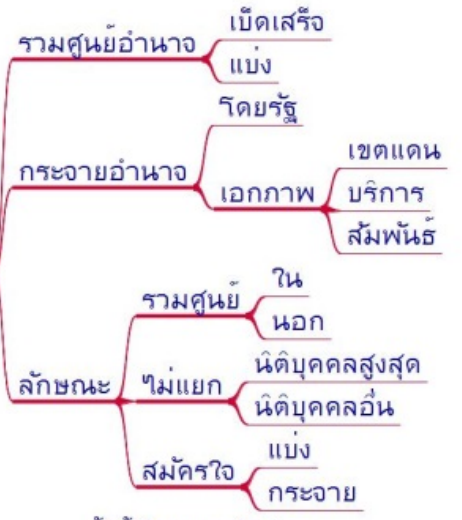 รวมศูนย์อำนาจ
เบ็ดเสร็จ
แบ่ง
กระจายอำนาจ
โดยรัฐ
เอกภาพ
เขตแดน
บริการ
สัมพันธ์
ลักษณะ
รวมศูนย์
ใน
นอก
ไม่แยก
นิติบุคคลสูงสุด
นิติบุคคลอื่น
สมัครใจ
แบ่ง
กระจาย